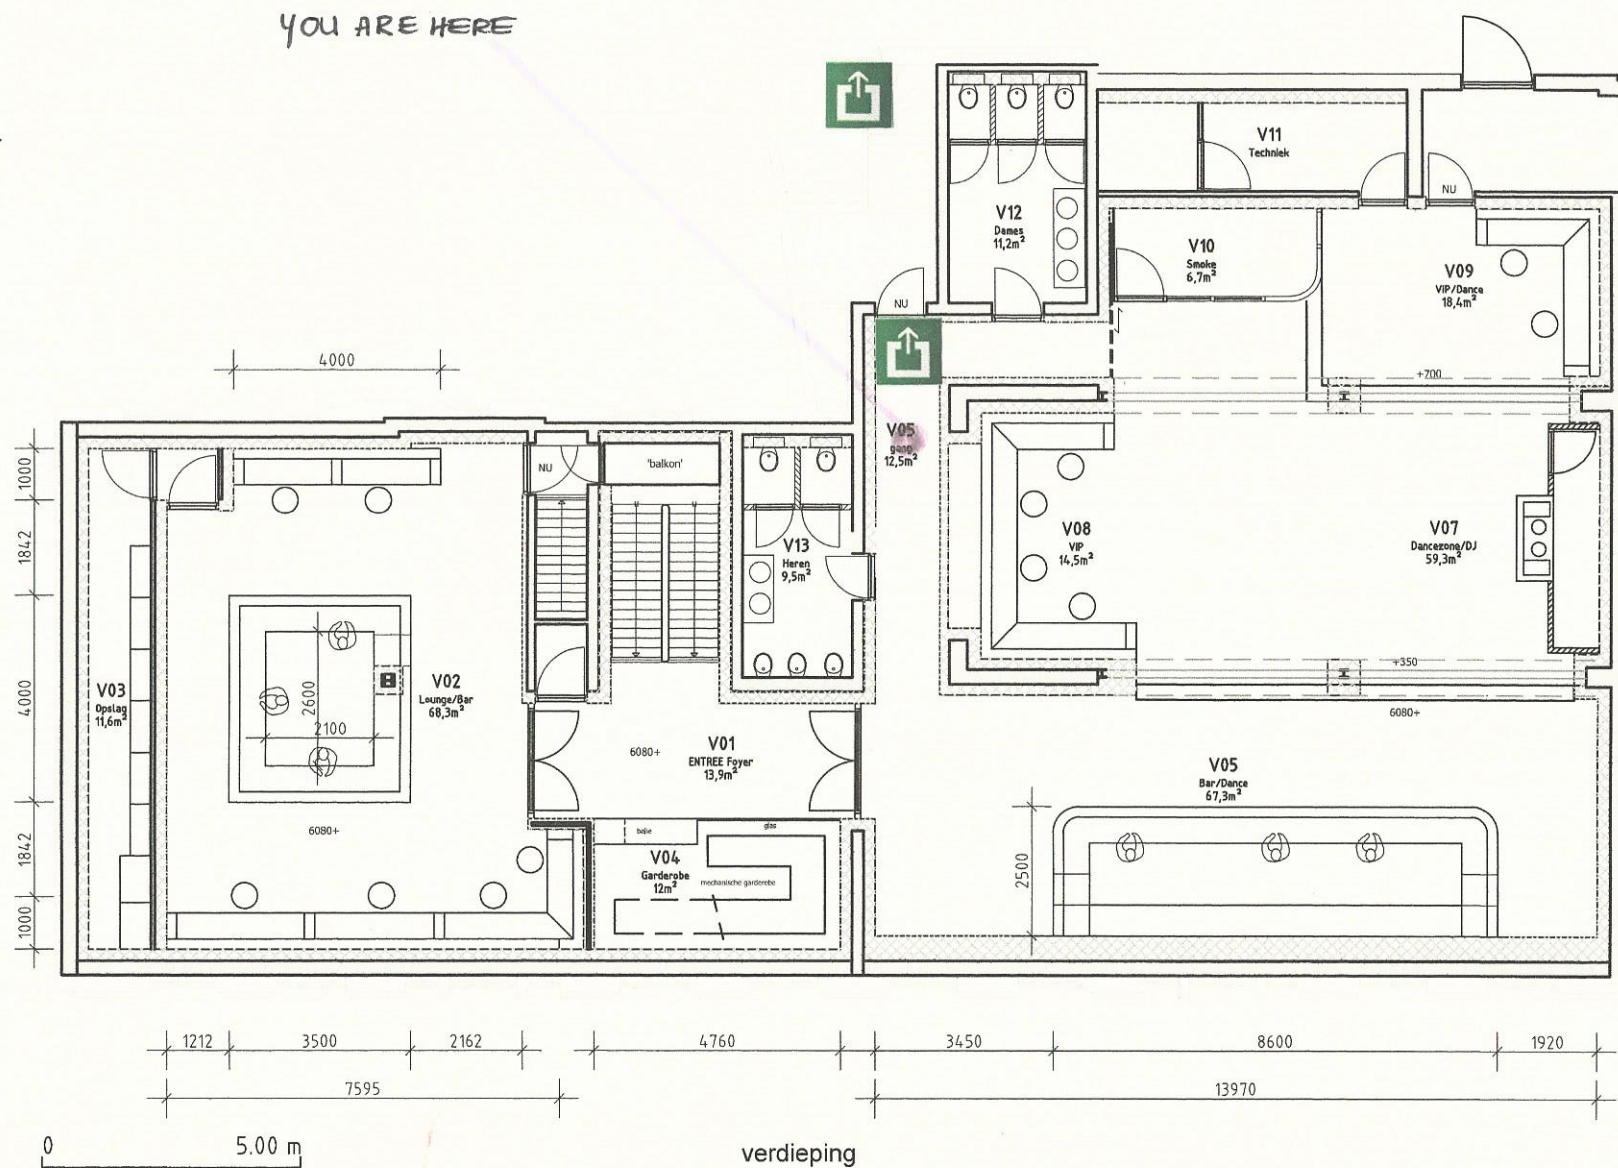 YOU ARE HERE
V11
Techniek
NU
V12
Dames
11,2m²
V10
Smoke
6,7m²
V09
VIP/Dance
18,4m²
NU
4000
+700
V05
gang
12,5m²
1000
NU
'balkon'
1842
V13
Heren
9,5m²
V08
VIP
14,5m²
V07
Dancezone/DJ
59,3m²
4000
V03
Opslag
11,6m²
2600
2100
V02
Lounge/Bar
68,3m²
+350
6080+
6080+
V01
ENTREE Foyer
13,9m²
V05
Bar/Dance
67,3m²
6080+
balie
glas
1842
V04
Garderobe
12m²
mechanische garderobe
2500
1000
1212
3500
2162
4760
3450
8600
1920
7595
13970
0
5.00 m
verdieping